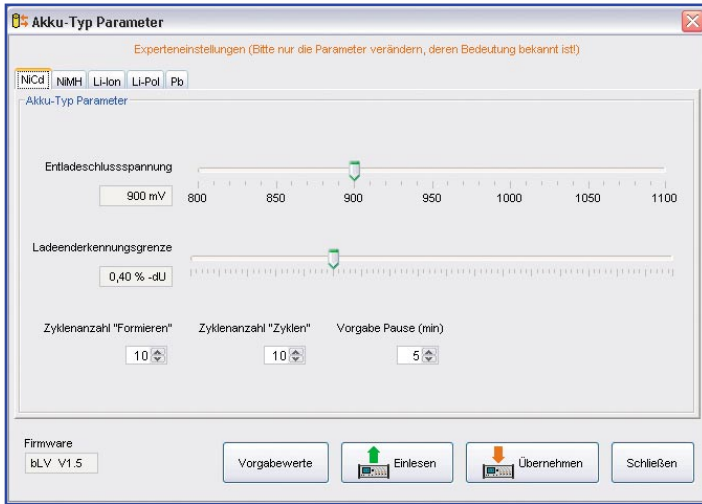 Akku-Typ Parameter
Experteneinstellungen (Bitte nur die Parameter verändern, deren Bedeutung bekannt ist!)
NiCd NiMH Li-Ion Li-Pol Pb
Akku-Typ Parameter
Entladeschlussspannung
900 mV
800 850 900 950 1000 1050 1100
Ladeenderkennungsgrenze
0,40 % -dU
Zyklenanzahl "Formieren" Zyklenanzahl "Zyklen" Vorgabe Pause (min)
10 10 5
Firmware
bLV V1.5
Vorgabewerte Einlesen Übernehmen Schließen